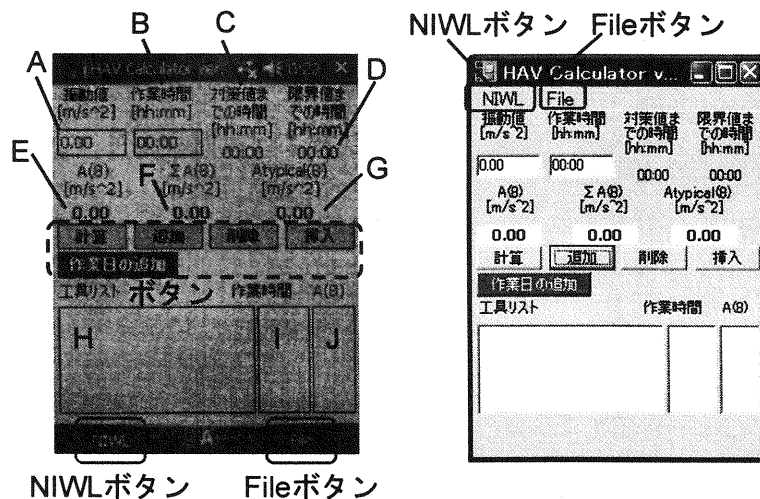 NIWLボタン Fileボタン
A B C D
E F G
振動値 [m/s^2]
作業時間 [hh:mm]
対策値までの時間 [hh:mm]
限界値までの時間 [hh:mm]
0.00 00:00 00:00 00:00
A(8) [m/s^2]
ΣA(8) [m/s^2]
Atypical(8) [m/s^2]
0.00 0.00 0.00
計算 追加 削除 挿入
作業日の追加
ボタン
工具リスト 作業時間 A(8)
H I J
NIWL
NIWLボタン Fileボタン
HAV Calculator v...
NIWL File
振動値 [m/s^2]
作業時間 [hh:mm]
対策値までの時間 [hh:mm]
限界値までの時間 [hh:mm]
0.00 00:00 00:00 00:00
A(8) [m/s^2]
ΣA(8) [m/s^2]
Atypical(8) [m/s^2]
0.00 0.00 0.00
計算 追加 削除 挿入
作業日の追加
工具リスト 作業時間 A(8)